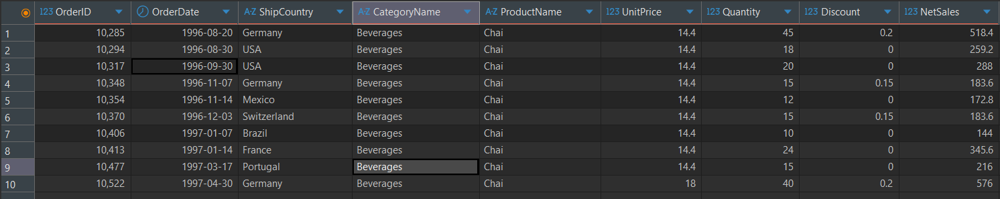 123 OrderID OrderDate A-Z ShipCountry A-Z CategoryName A-Z ProductName 123 UnitPrice 123 Quantity 123 Discount 123 NetSales
1 10,285 1996-08-20 Germany Beverages Chai 14.4 45 0.2 518.4
2 10,294 1996-08-30 USA Beverages Chai 14.4 18 0 259.2
3 10,317 1996-09-30 USA Beverages Chai 14.4 20 0 288
4 10,348 1996-11-07 Germany Beverages Chai 14.4 15 0.15 183.6
5 10,354 1996-11-14 Mexico Beverages Chai 14.4 12 0 172.8
6 10,370 1996-12-03 Switzerland Beverages Chai 14.4 15 0.15 183.6
7 10,406 1997-01-07 Brazil Beverages Chai 14.4 10 0 144
8 10,413 1997-01-14 France Beverages Chai 14.4 24 0 345.6
9 10,477 1997-03-17 Portugal Beverages Chai 14.4 15 0 216
10 10,522 1997-04-30 Germany Beverages Chai 18 40 0.2 576